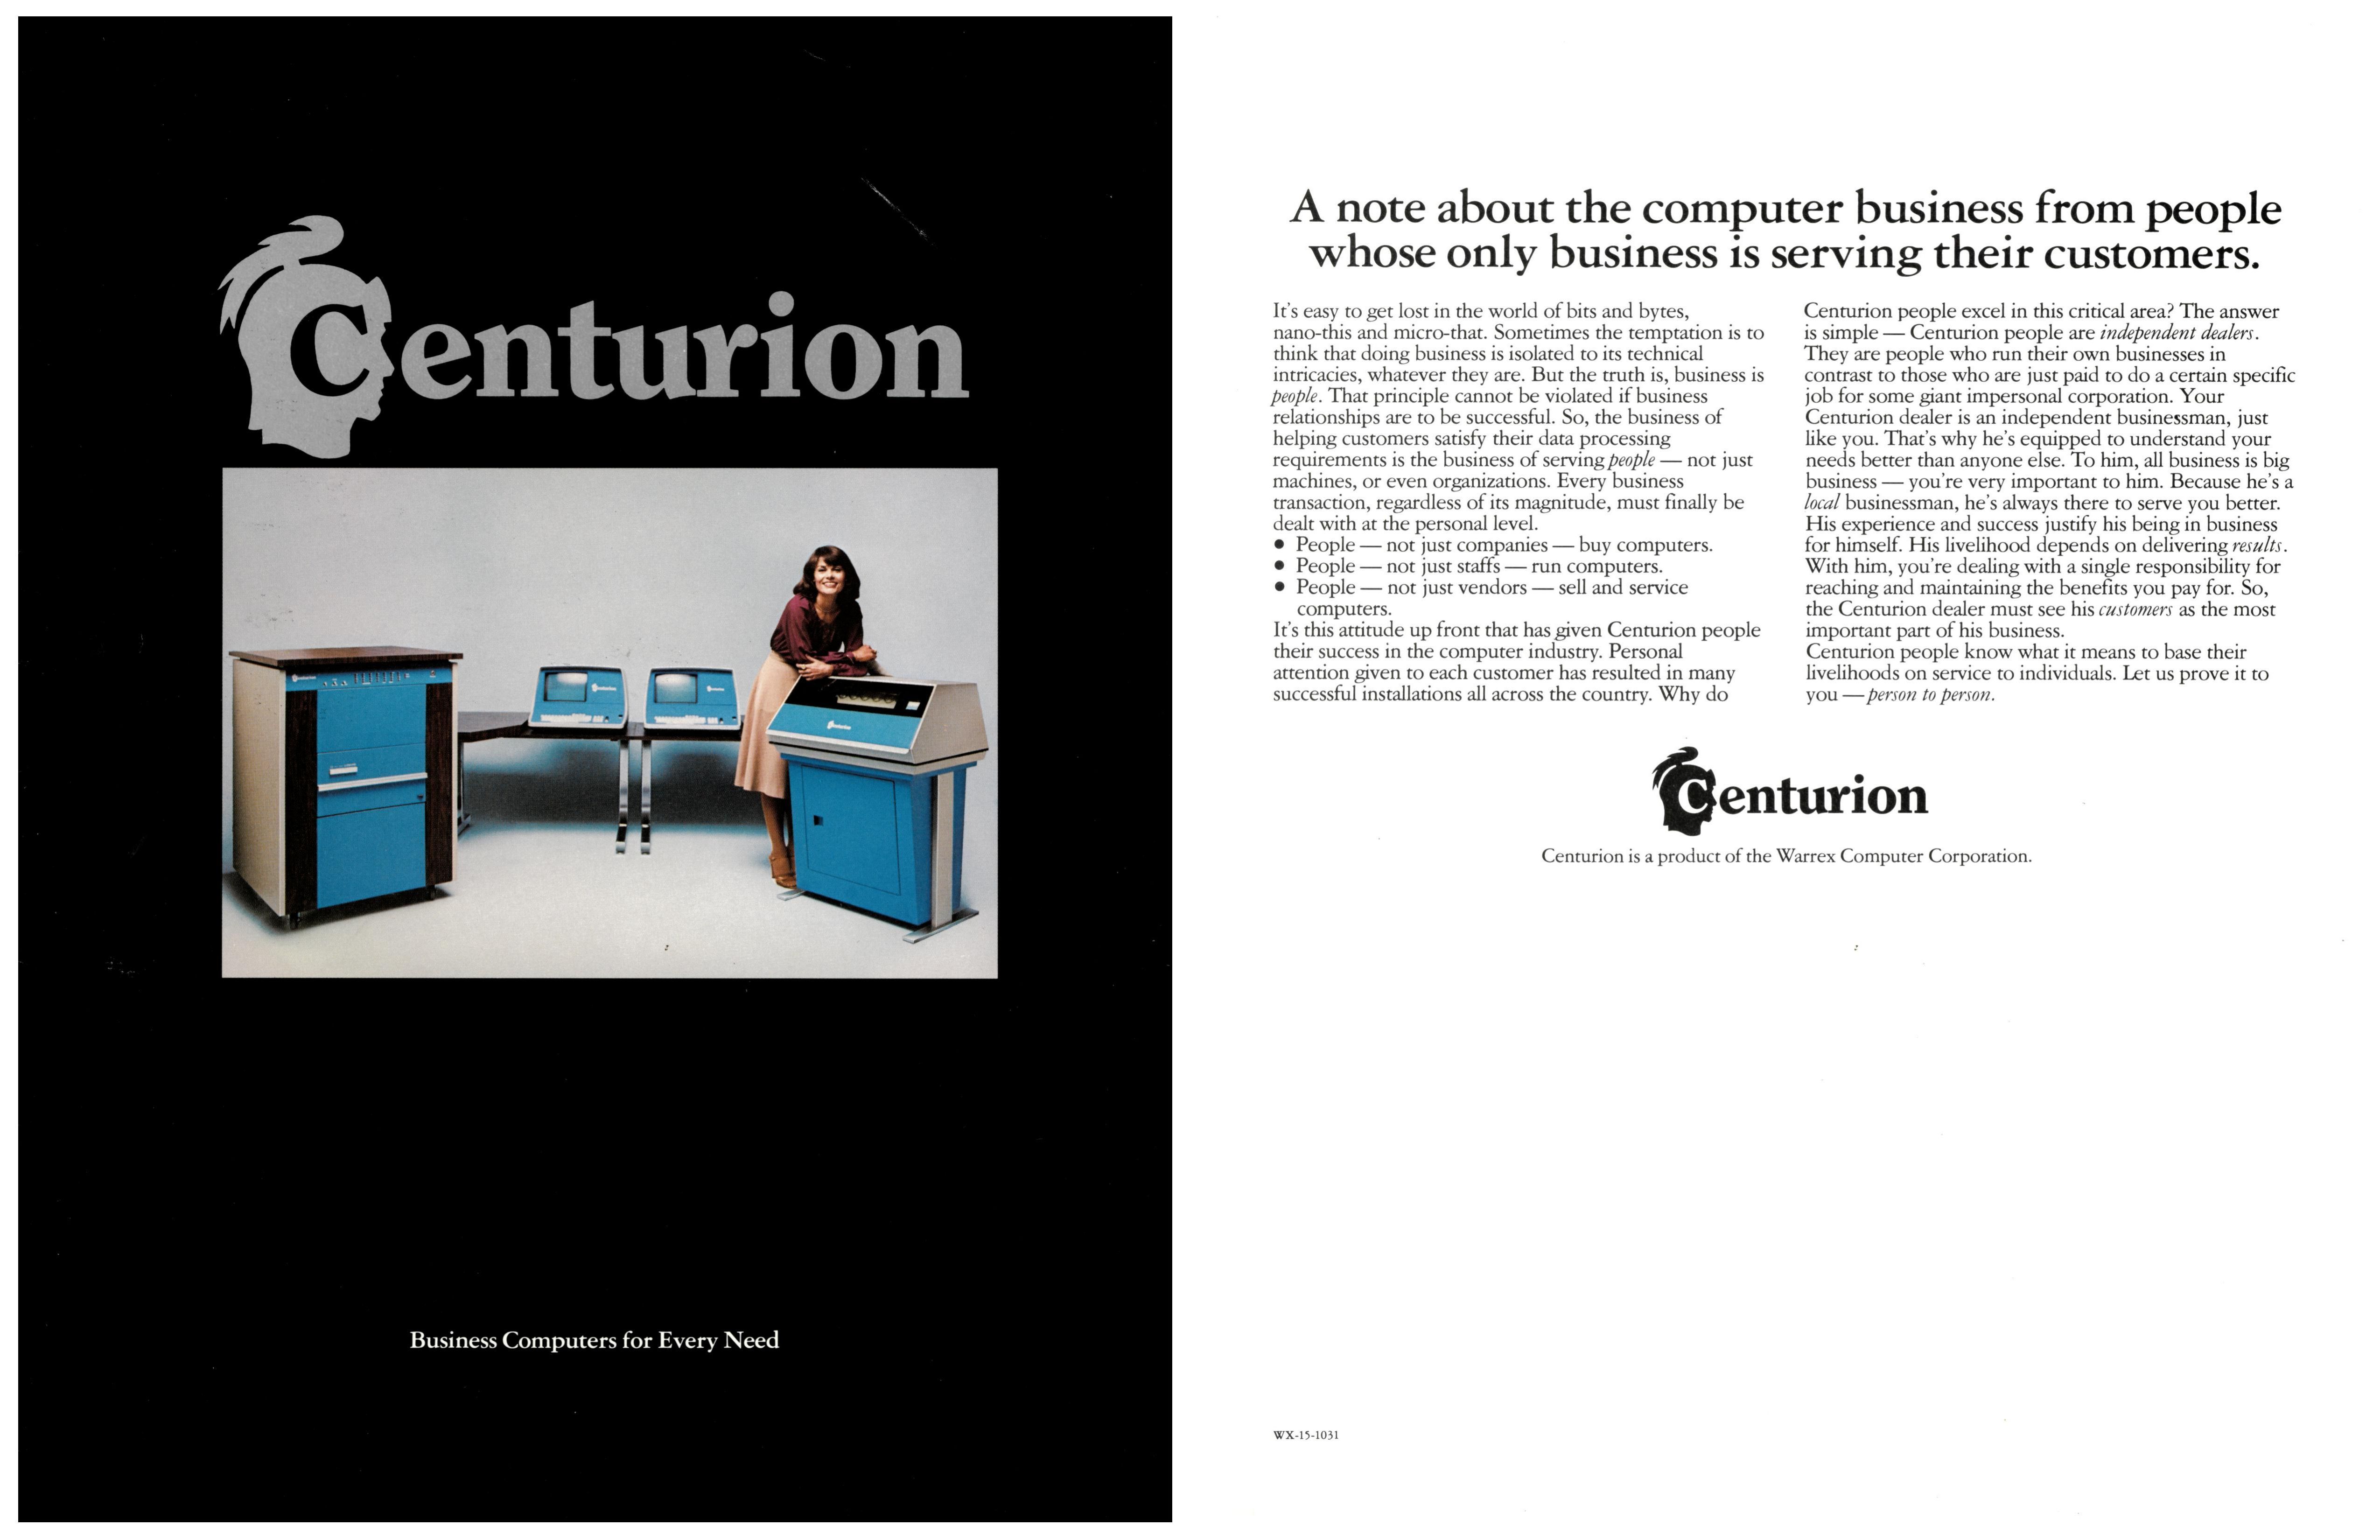 Centurion
Business Computers for Every Need
A note about the computer business from people
whose only business is serving their customers.
It's easy to get lost in the world of bits and bytes,
nano-this and micro-that. Sometimes the temptation is to
think that doing business is isolated to its technical
intricacies, whatever they are. But the truth is, business is
people. That principle cannot be violated if business
relationships are to be successful. So, the business of
helping customers satisfy their data processing
requirements is the business of serving people — not just
machines, or even organizations. Every business
transaction, regardless of its magnitude, must finally be
dealt with at the personal level.
• People — not just companies — buy computers.
• People — not just staffs — run computers.
• People — not just vendors — sell and service
computers.
It's this attitude up front that has given Centurion people
their success in the computer industry. Personal
attention given to each customer has resulted in many
successful installations all across the country. Why do
Centurion people excel in this critical area? The answer
is simple — Centurion people are independent dealers.
They are people who run their own businesses in
contrast to those who are just paid to do a certain specific
job for some giant impersonal corporation. Your
Centurion dealer is an independent businessman, just
like you. That's why he's equipped to understand your
needs better than anyone else. To him, all business is big
business — you're very important to him. Because he's a
local businessman, he's always there to serve you better.
His experience and success justify his being in business
for himself. His livelihood depends on delivering results.
With him, you're dealing with a single responsibility for
reaching and maintaining the benefits you pay for. So,
the Centurion dealer must see his customers as the most
important part of his business.
Centurion people know what it means to base their
livelihoods on service to individuals. Let us prove it to
you — person to person.
Centurion
Centurion is a product of the Warrex Computer Corporation.
WX-15-1031